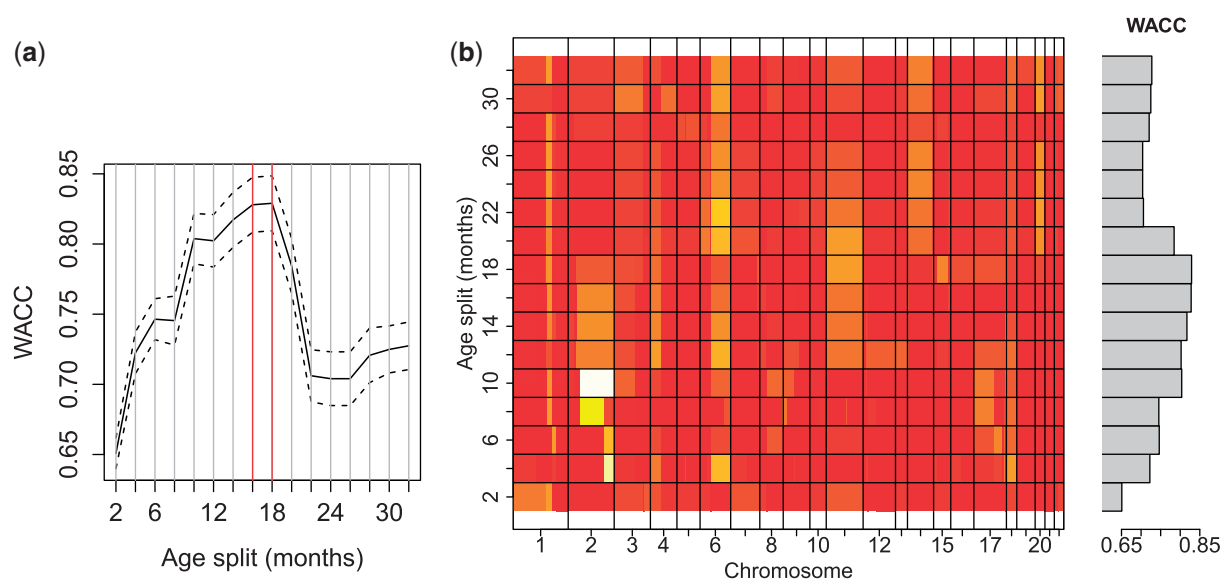 (a)
WACC
0.65 0.70 0.75 0.80 0.85
2 6 12 18 24 30
Age split (months)
(b)
Age split (months)
2 6 10 14 18 22 26 30
1 2 3 4 6 8 10 12 15 17 20
Chromosome
WACC
0.65 0.85